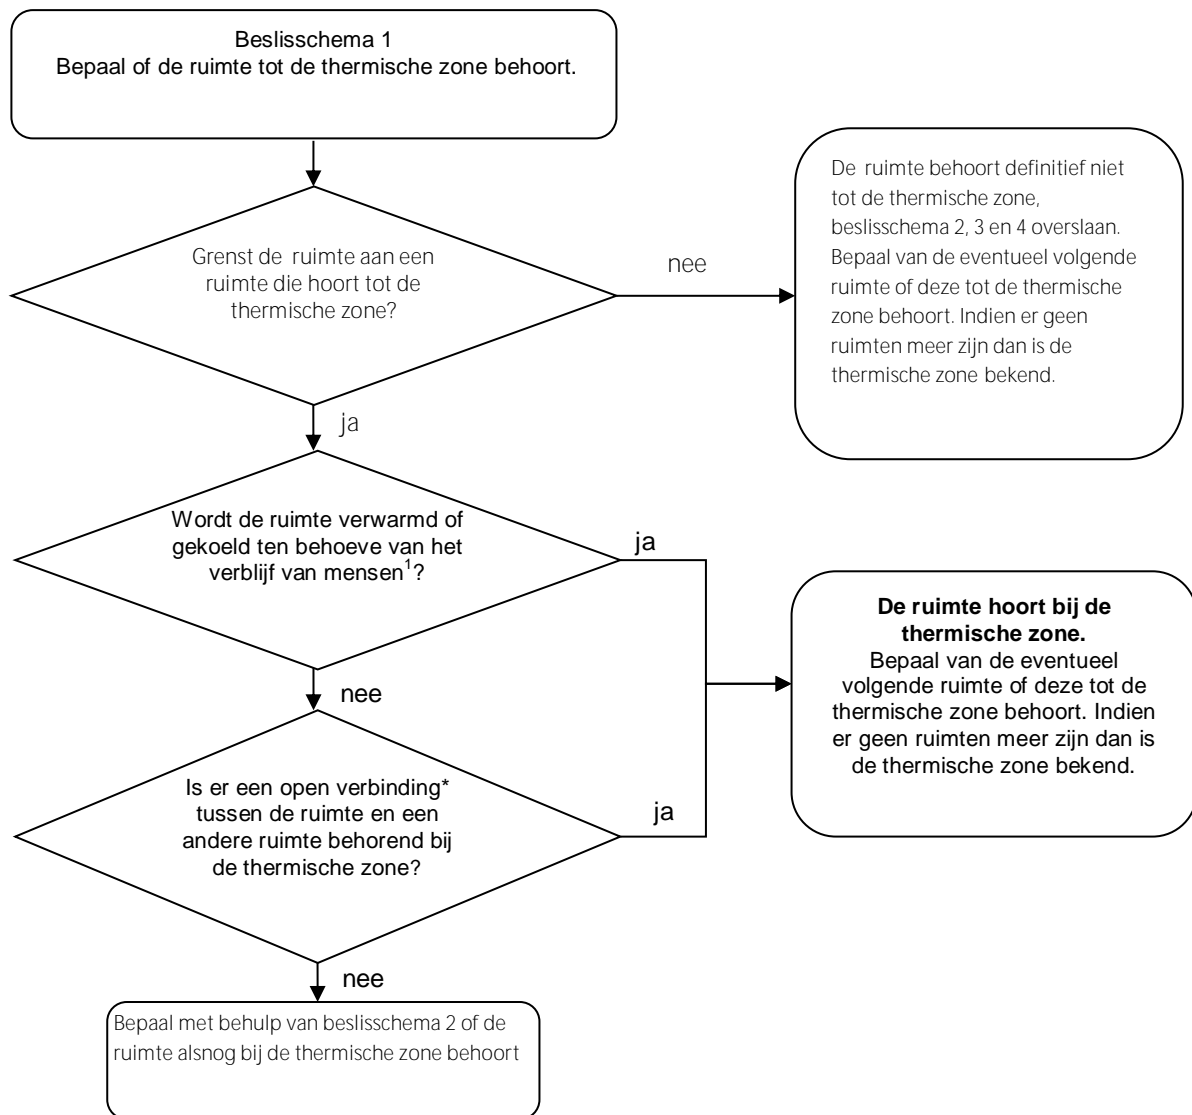 Beslisschema 1
Bepaal of de ruimte tot de thermische zone behoort.
Grenst de ruimte aan een
ruimte die hoort tot de
thermische zone?
nee
De ruimte behoort definitief niet
tot de thermische zone,
beslisschema 2, 3 en 4 overslaan.
Bepaal van de eventueel volgende
ruimte of deze tot de thermische
zone behoort. Indien er geen
ruimten meer zijn dan is de
thermische zone bekend.
ja
Wordt de ruimte verwarmd of
gekoeld ten behoeve van het
verblijf van mensen¹?
ja
De ruimte hoort bij de
thermische zone.
Bepaal van de eventueel
volgende ruimte of deze tot de
thermische zone behoort. Indien
er geen ruimten meer zijn dan is
de thermische zone bekend.
nee
Is er een open verbinding*
tussen de ruimte en een
andere ruimte behorend bij
de thermische zone?
ja
nee
Bepaal met behulp van beslisschema 2 of de
ruimte alsnog bij de thermische zone behoort